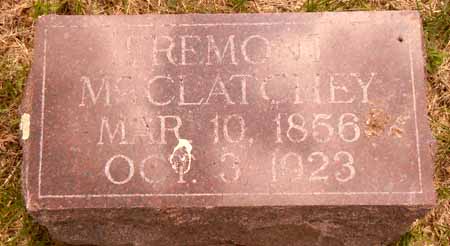 FREMONT
McCLATCHEY
MAR. 10, 1856
OCT. 3, 1923